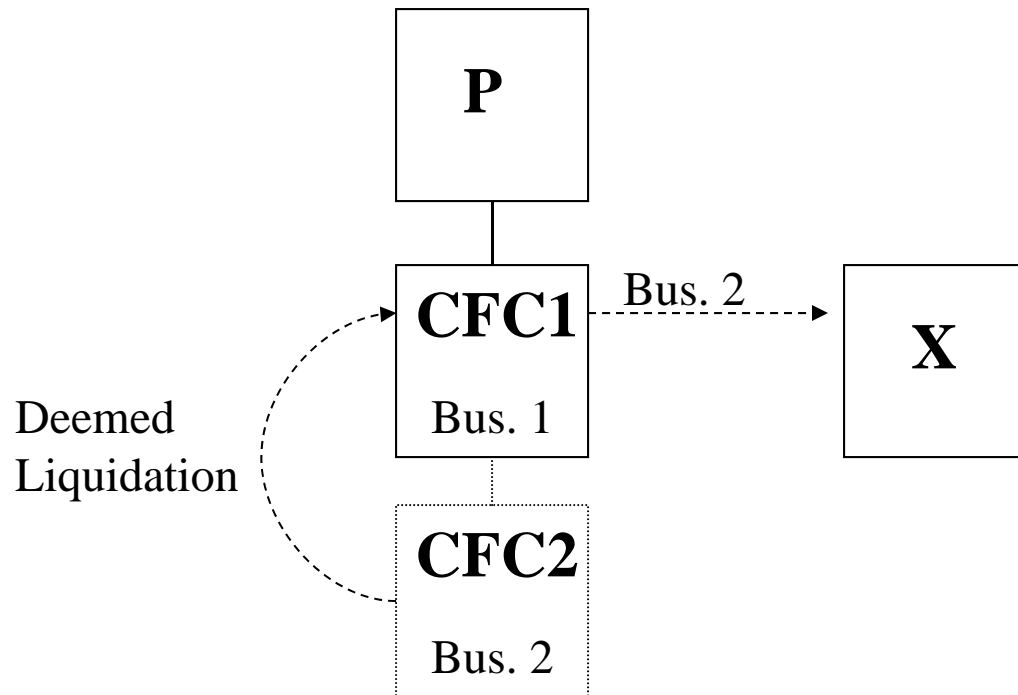 P
CFC1
Bus. 1
Bus. 2
X
Deemed
Liquidation
CFC2
Bus. 2